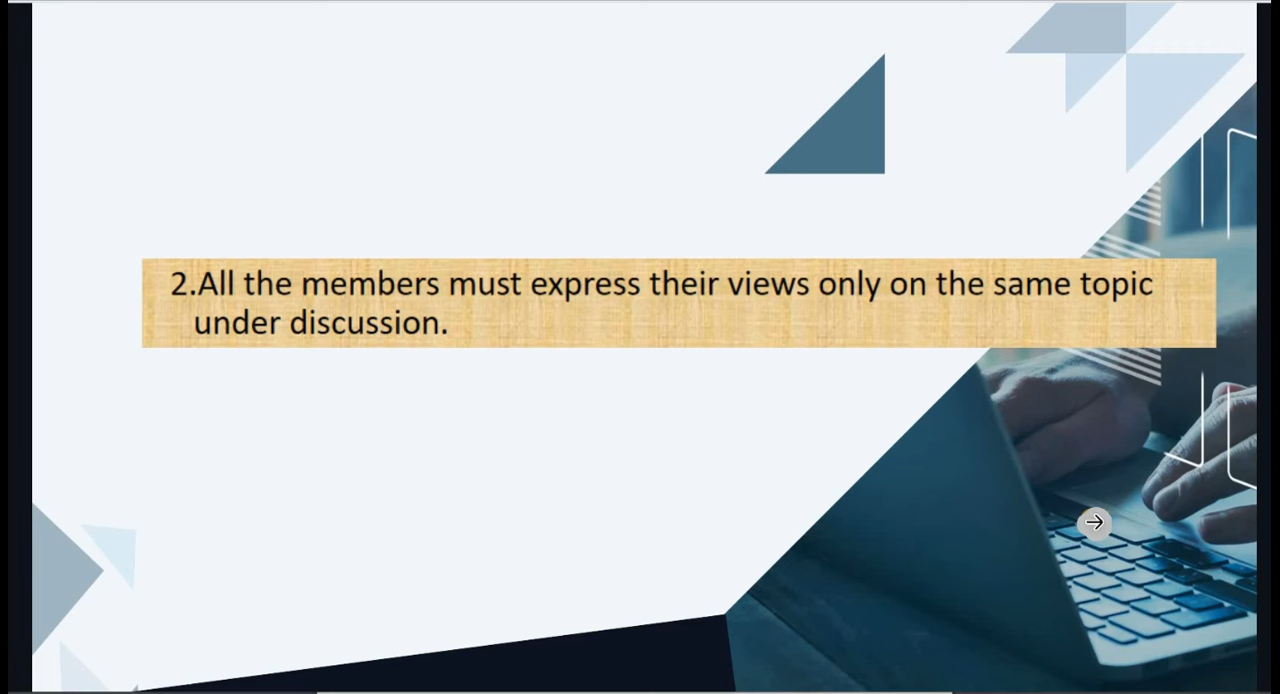 2.All the members must express their views only on the same topic
under discussion.